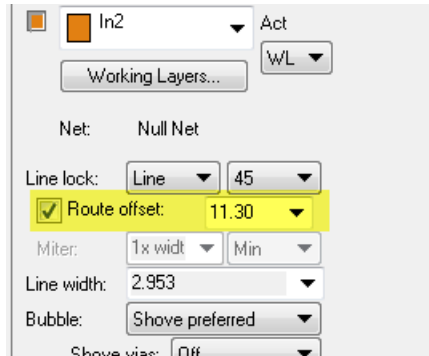 In2 Act
WL
Working Layers...
Net: Null Net
Line lock: Line 45
Route offset: 11.30
Miter: 1x widt Min
Line width: 2.953
Bubble: Shove preferred
Shove vias: Off